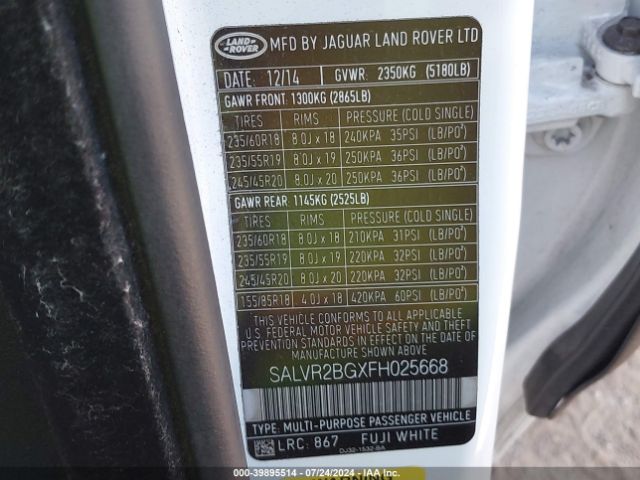 LAND-ROVER MFD BY JAGUAR LAND ROVER LTD
DATE: 12/14 GVWR: 2350KG (5180LB)
GAWR FRONT: 1300KG (2865LB)
TIRES RIMS PRESSURE (COLD SINGLE)
235/60R18 8.0J x 18 240KPA 35PSI (LB/PO²)
235/55R19 8.0J x 19 250KPA 36PSI (LB/PO²)
245/45R20 8.0J x 20 250KPA 36PSI (LB/PO²)
GAWR REAR: 1145KG (2525LB)
TIRES RIMS PRESSURE (COLD SINGLE)
235/60R18 8.0J x 18 210KPA 31PSI (LB/PO²)
235/55R19 8.0J x 19 220KPA 32PSI (LB/PO²)
245/45R20 8.0J x 20 220KPA 32PSI (LB/PO²)
155/85R18 4.0J x 18 420KPA 60PSI (LB/PO²)
THIS VEHICLE CONFORMS TO ALL APPLICABLE
U.S. FEDERAL MOTOR VEHICLE SAFETY AND THEFT
PREVENTION STANDARDS IN EFFECT ON THE DATE
OF MANUFACTURE SHOWN ABOVE.
SALVR2BGXFH025668
TYPE: MULTI-PURPOSE PASSENGER VEHICLE
LRC: 867 FUJI WHITE
DJ32-1532-BA
39895514 / 07/24/2024 / IAA Inc.